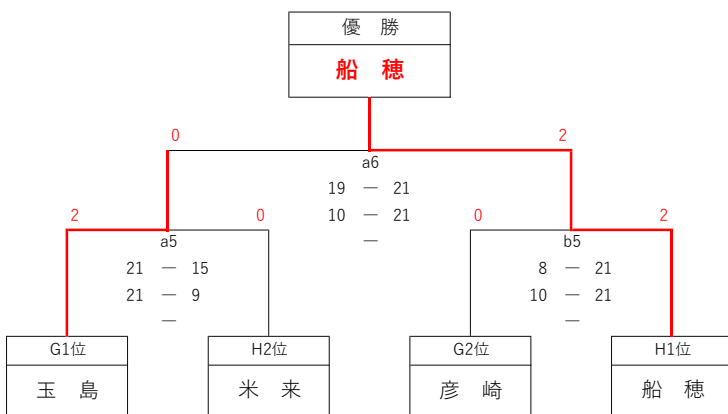 優 勝
船 穂
0 2
a6
19 ― 21
10 ― 21
―
2 0 0 2
a5 b5
21 ― 15 8 ― 21
21 ― 9 10 ― 21
― ―
G1位 H2位 G2位 H1位
玉 島 米 来 彦 崎 船 穂